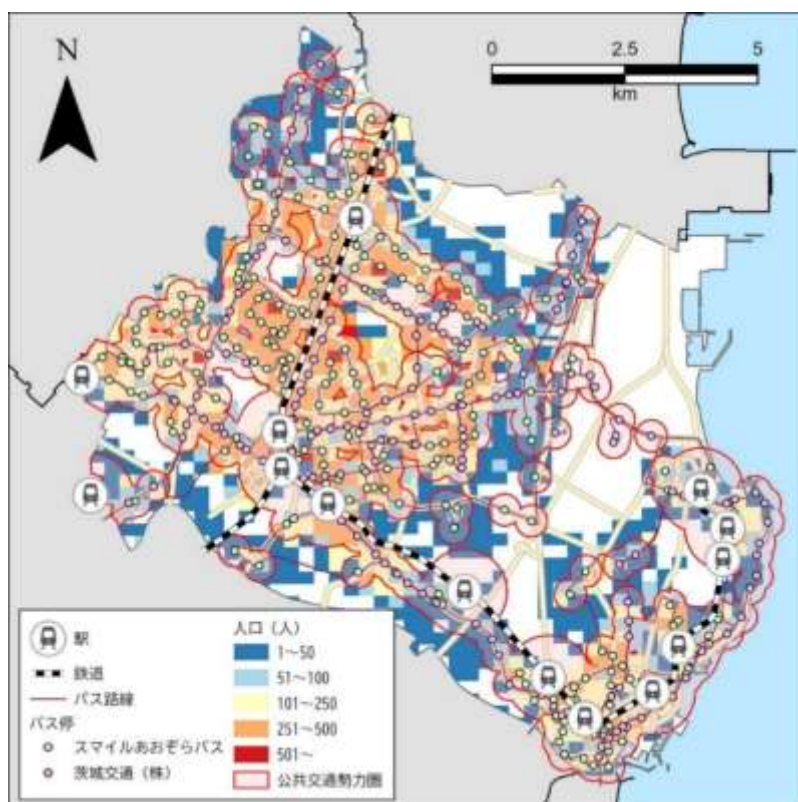 N
0 2.5 5
km
駅
鉄道
バス路線
バス停
スマイルあおぞらバス
茨城交通（株）
人口（人）
1～50
51～100
101～250
251～500
501～
公共交通勢力圏